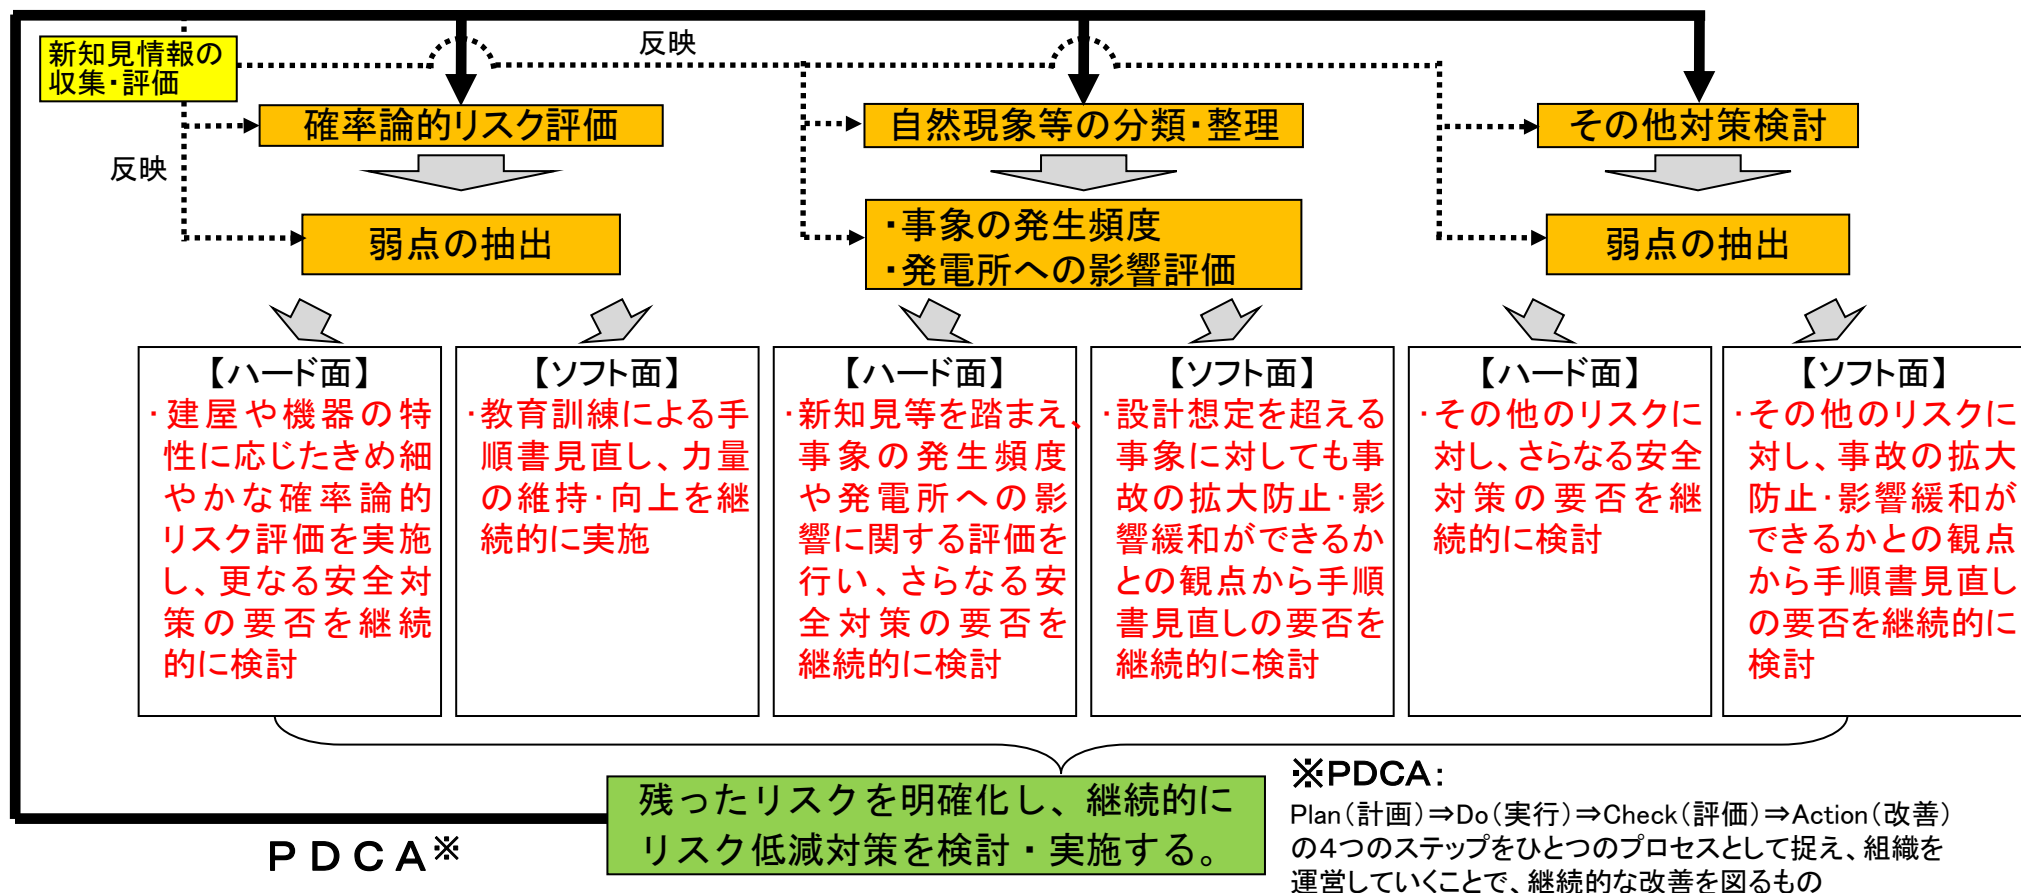 新知見情報の
収集・評価
反映
反映
確率論的リスク評価
自然現象等の分類・整理
その他対策検討
弱点の抽出
・事象の発生頻度
・発電所への影響評価
弱点の抽出
【ハード面】
・建屋や機器の特
性に応じたきめ細
やかな確率論的
リスク評価を実施
し、更なる安全対
策の要否を継続
的に検討
【ソフト面】
・教育訓練による手
順書見直し、力量
の維持・向上を継
続的に実施
【ハード面】
・新知見等を踏まえ、
事象の発生頻度
や発電所への影
響に関する評価を
行い、さらなる安
全対策の要否を
継続的に検討
【ソフト面】
・設計想定を超える
事象に対しても事
故の拡大防止・影
響緩和ができるか
との観点から手順
書見直しの要否を
継続的に検討
【ハード面】
・その他のリスクに
対し、さらなる安全
対策の要否を継
続的に検討
【ソフト面】
・その他のリスクに
対し、事故の拡大
防止・影響緩和が
できるかとの観点
から手順書見直し
の要否を継続的に
検討
残ったリスクを明確化し、継続的に
リスク低減対策を検討・実施する。
ＰＤＣＡ※
※PDCA：
Plan（計画）⇒Do（実行）⇒Check（評価）⇒Action（改善）
の４つのステップをひとつのプロセスとして捉え、組織を
運営していくことで、継続的な改善を図るもの